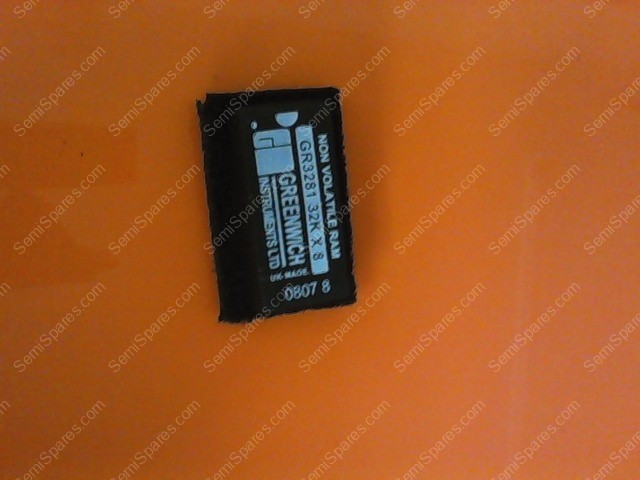 NON VOLATILE RAM
GR3281 32K X 8
GREENWICH
INSTRUMENTS LTD
UK MADE
0807 8
SemiSpares.com